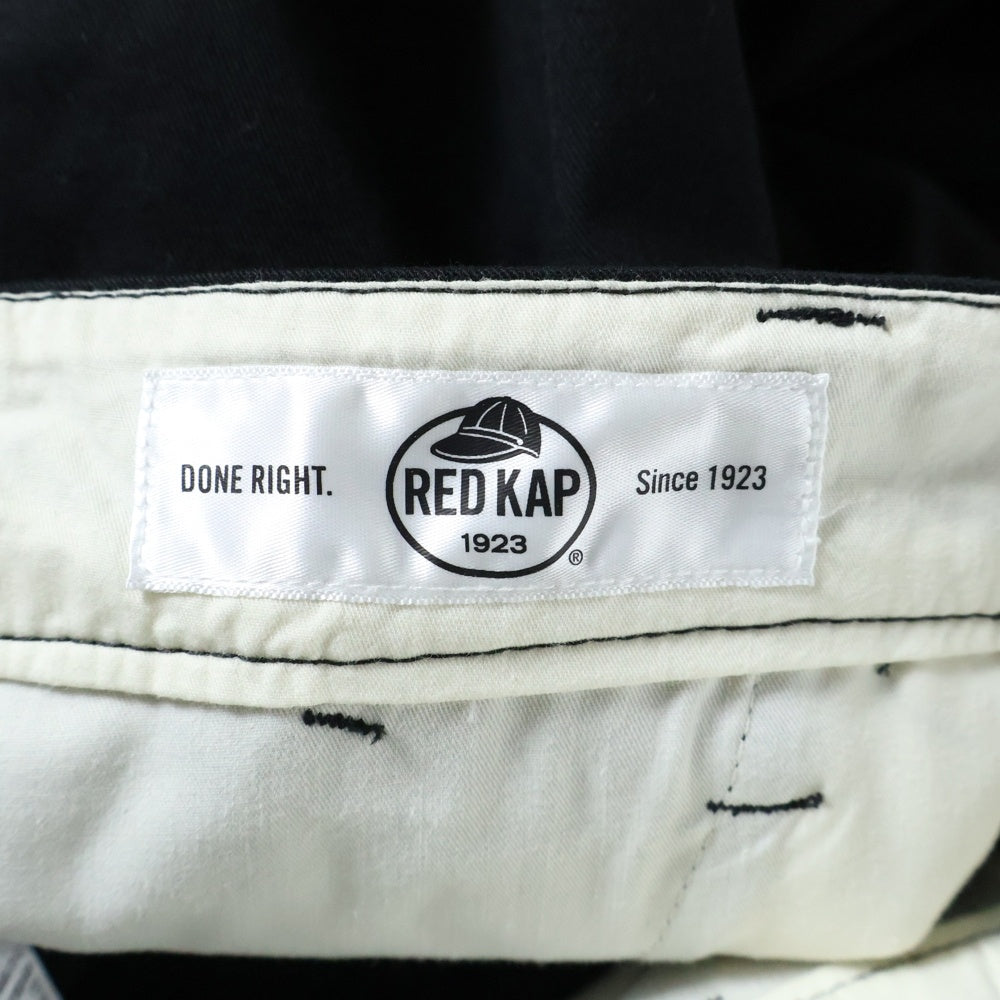 DONE RIGHT.
RED KAP
1923
®
Since 1923